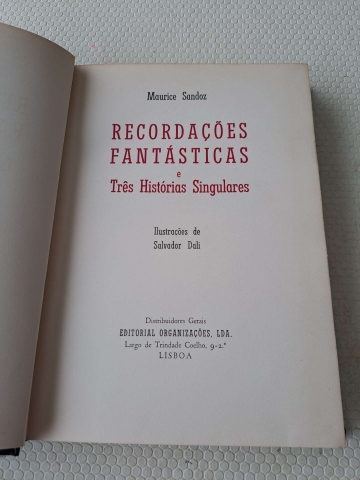 Maurice Sandoz
RECORDAÇÕES
FANTÁSTICAS
e
Três Histórias Singulares
Ilustrações de
Salvador Dali
Distribuidores Gerais
EDITORIAL ORGANIZAÇÕES, LDA.
Largo de Trindade Coelho, 9-2.º
LISBOA